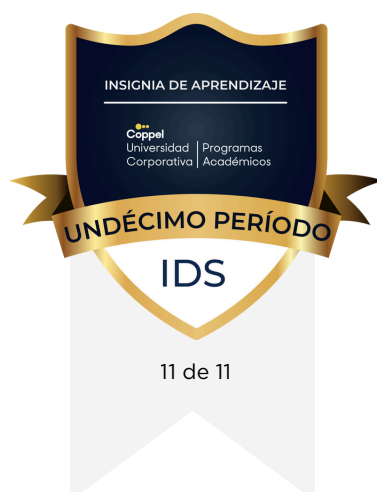 INSIGNIA DE APRENDIZAJE
Coppel
Universidad | Programas
Corporativa | Académicos
UNDÉCIMO PERÍODO
IDS
11 de 11